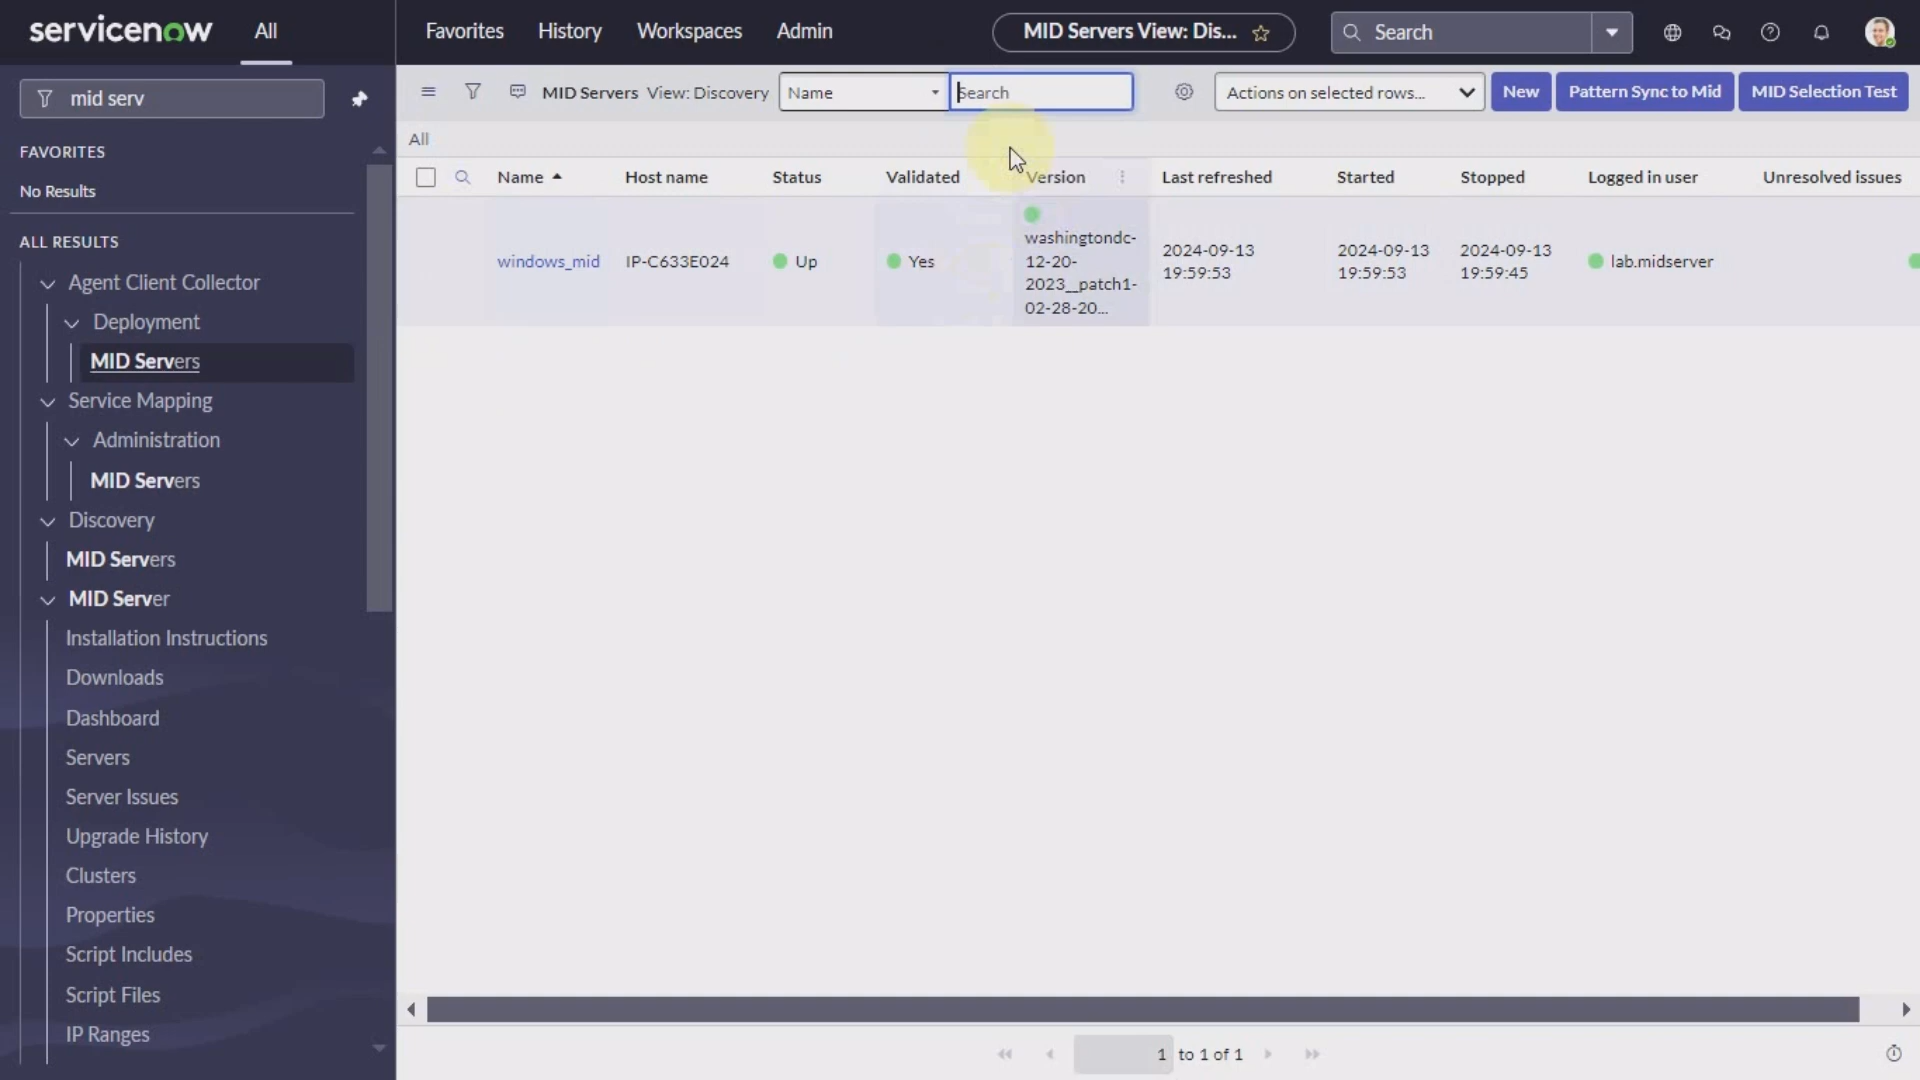 servicenow
All
Favorites
History
Workspaces
Admin
MID Servers View: Dis...
Search
mid serv
FAVORITES
No Results
ALL RESULTS
Agent Client Collector
Deployment
MID Servers
Service Mapping
Administration
MID Servers
Discovery
MID Servers
MID Server
Installation Instructions
Downloads
Dashboard
Servers
Server Issues
Upgrade History
Clusters
Properties
Script Includes
Script Files
IP Ranges
MID Servers View: Discovery
Name
Search
Actions on selected rows...
New
Pattern Sync to Mid
MID Selection Test
All
Name Host name Status Validated Version Last refreshed Started Stopped Logged in user Unresolved issues
windows_mid
IP-C633E024
Up
Yes
washingtondc-
12-20-
2023__patch1-
02-28-20...
2024-09-13
19:59:53
2024-09-13
19:59:53
2024-09-13
19:59:45
lab.midserver
1 to 1 of 1